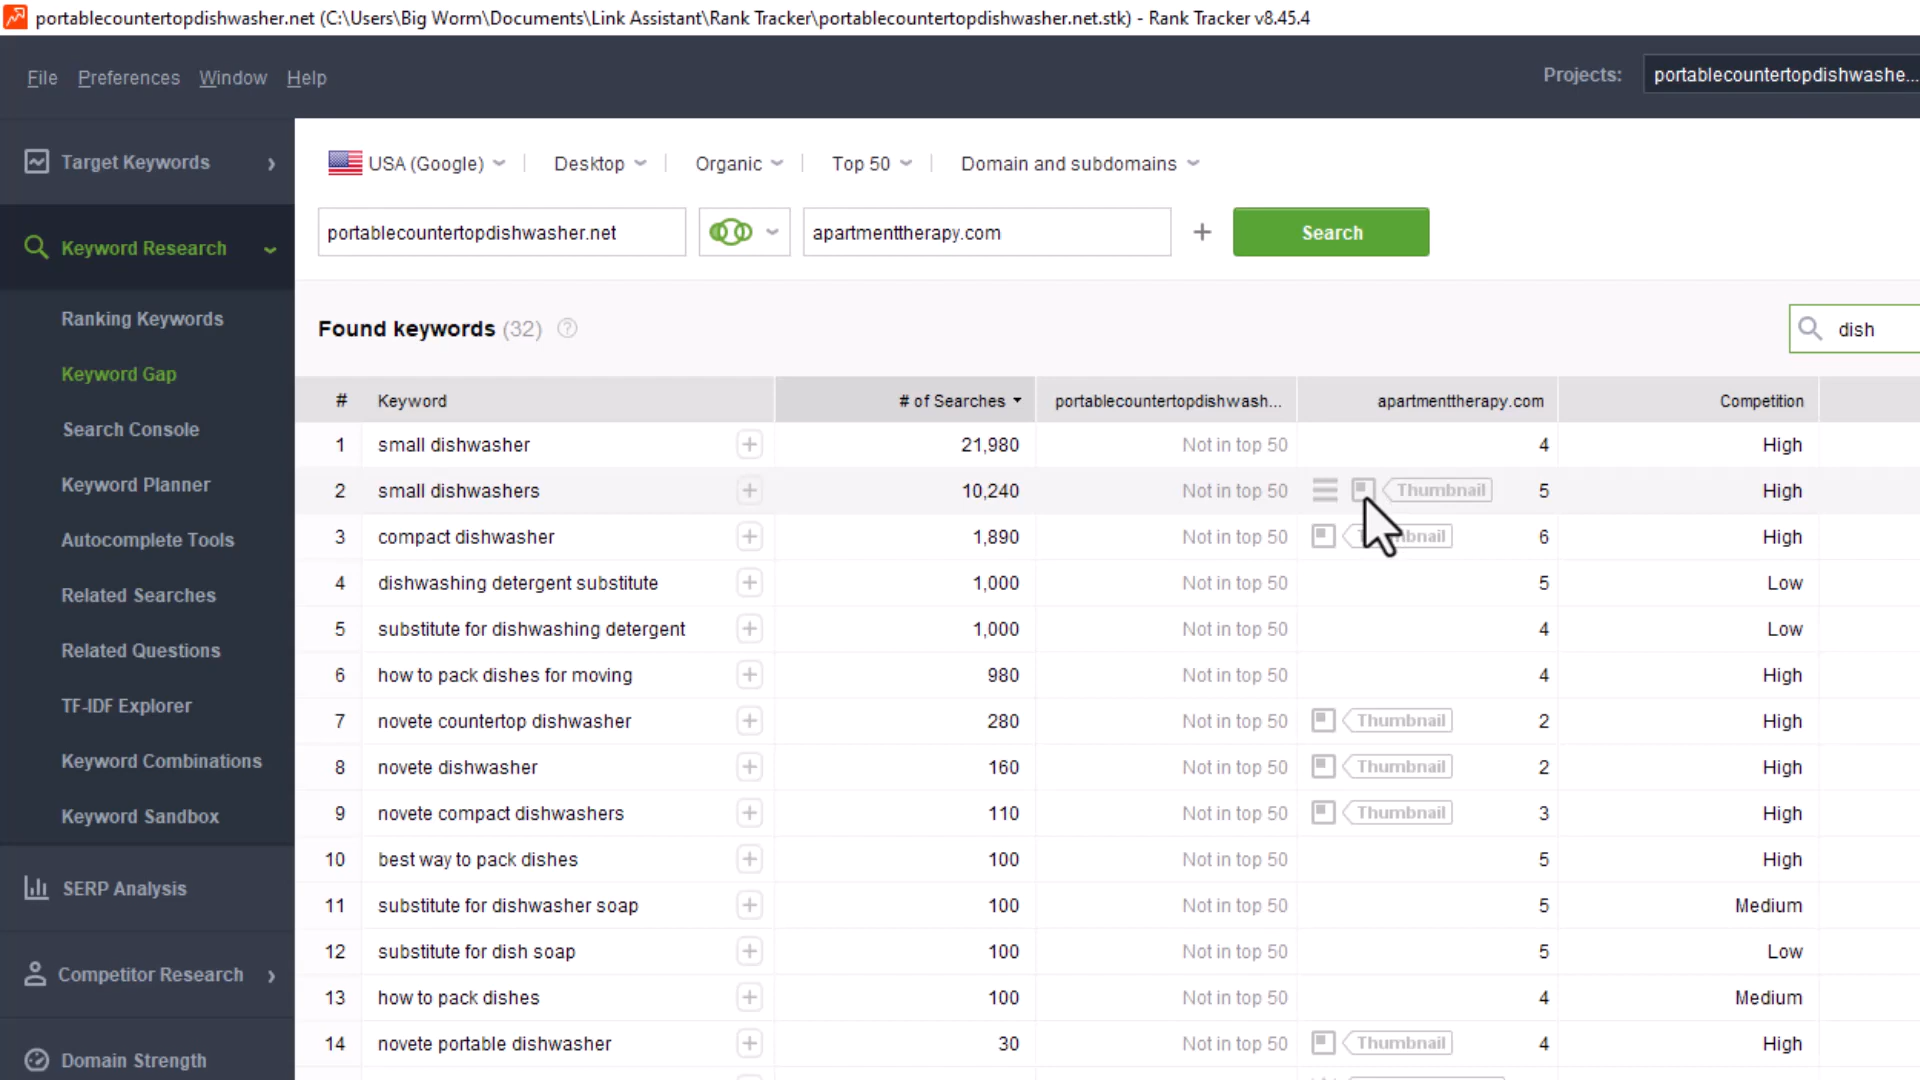 portablecountertopdishwasher.net (C:\Users\Big Worm\Documents\Link Assistant\Rank Tracker\portablecountertopdishwasher.net.stk) - Rank Tracker v8.45.4
File Preferences Window Help
Projects: portablecountertopdishwashe...
Target Keywords
Keyword Research
Ranking Keywords
Keyword Gap
Search Console
Keyword Planner
Autocomplete Tools
Related Searches
Related Questions
TF-IDF Explorer
Keyword Combinations
Keyword Sandbox
SERP Analysis
Competitor Research
Domain Strength
USA (Google) Desktop Organic Top 50 Domain and subdomains
portablecountertopdishwasher.net apartmenttherapy.com + Search
Found keywords (32) ?
dish
# Keyword # of Searches portablecountertopdishwash... apartmenttherapy.com Competition
1 small dishwasher 21,980 Not in top 50 4 High
2 small dishwashers 10,240 Not in top 50 Thumbnail 5 High
3 compact dishwasher 1,890 Not in top 50 6 High
4 dishwashing detergent substitute 1,000 Not in top 50 5 Low
5 substitute for dishwashing detergent 1,000 Not in top 50 4 Low
6 how to pack dishes for moving 980 Not in top 50 4 High
7 novete countertop dishwasher 280 Not in top 50 Thumbnail 2 High
8 novete dishwasher 160 Not in top 50 Thumbnail 2 High
9 novete compact dishwashers 110 Not in top 50 Thumbnail 3 High
10 best way to pack dishes 100 Not in top 50 5 High
11 substitute for dishwasher soap 100 Not in top 50 5 Medium
12 substitute for dish soap 100 Not in top 50 5 Low
13 how to pack dishes 100 Not in top 50 4 Medium
14 novete portable dishwasher 30 Not in top 50 Thumbnail 4 High